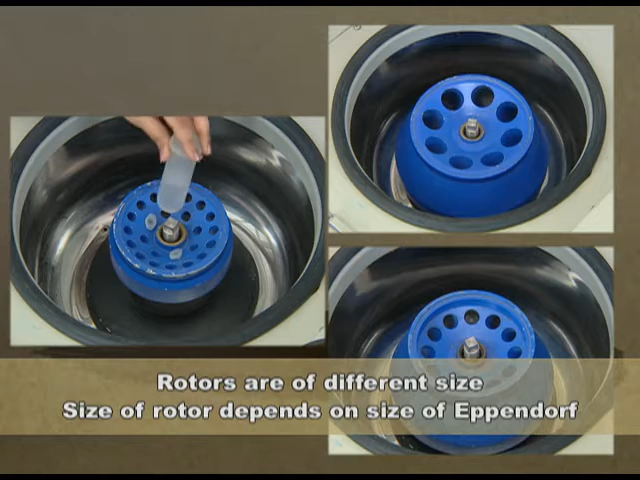 Rotors are of different size
Size of rotor depends on size of Eppendorf